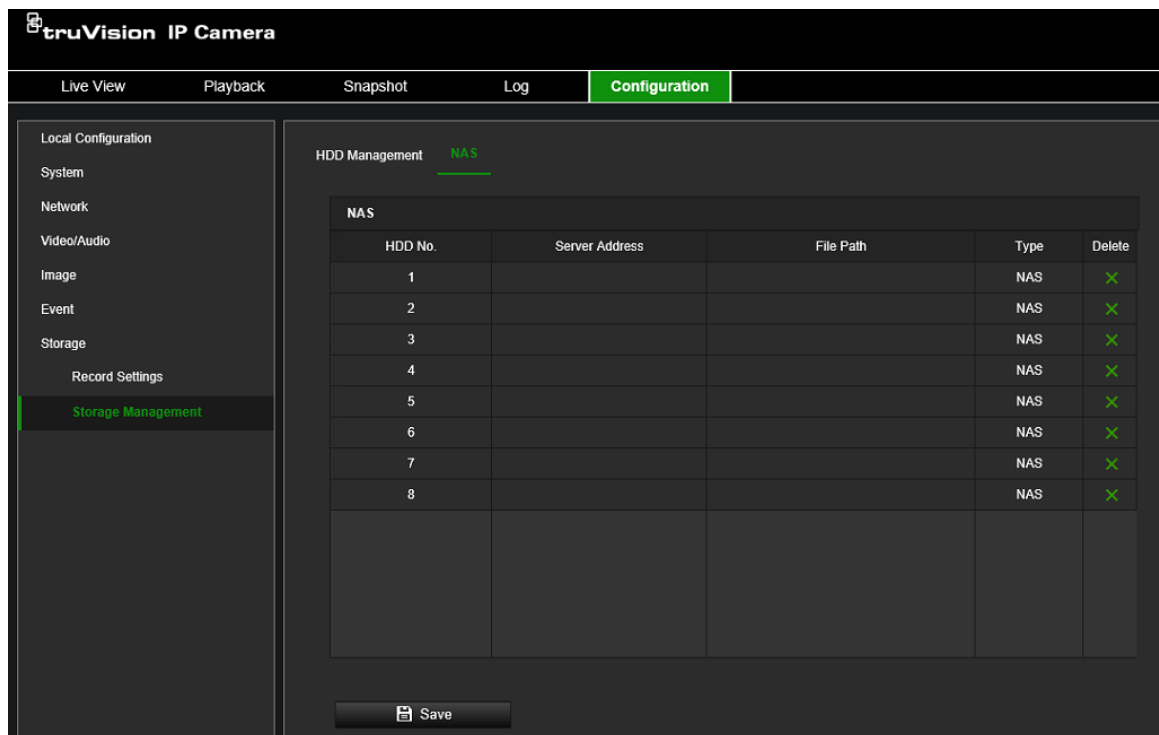 truVision IP Camera
Live View Playback Snapshot Log Configuration
Local Configuration
System
Network
Video/Audio
Image
Event
Storage
Record Settings
Storage Management
HDD Management NAS
NAS
HDD No. Server Address File Path Type Delete
1 NAS
2 NAS
3 NAS
4 NAS
5 NAS
6 NAS
7 NAS
8 NAS
Save